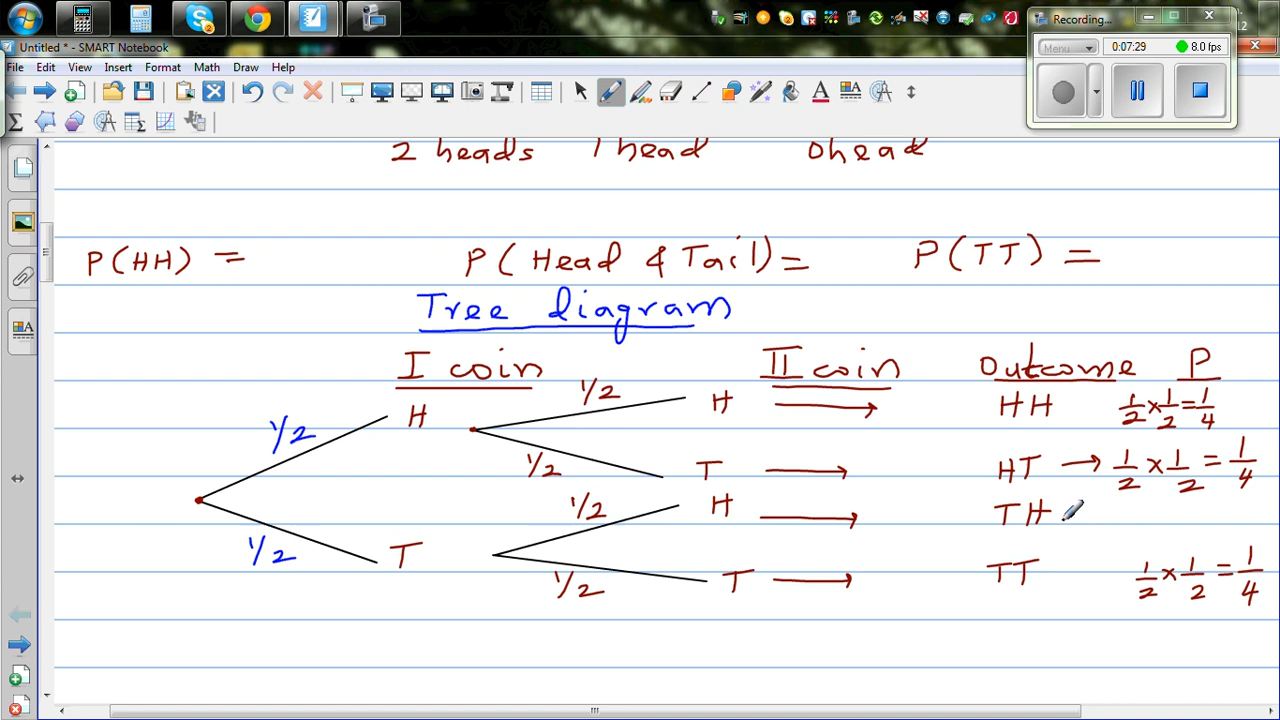 Recording...
12
Untitled * - SMART Notebook
Menu 0:07:29 8.0 fps
File Edit View Insert Format Math Draw Help
2 heads 1 head 0head
P(HH) = P(Head & Tail)= P(TT) =
Tree diagram
I coin II coin Outcome P
1/2 H 1/2 H HH 1/2 × 1/2 = 1/4
1/2 T HT → 1/2 × 1/2 = 1/4
1/2 H TH
1/2 T 1/2 T TT 1/2 × 1/2 = 1/4